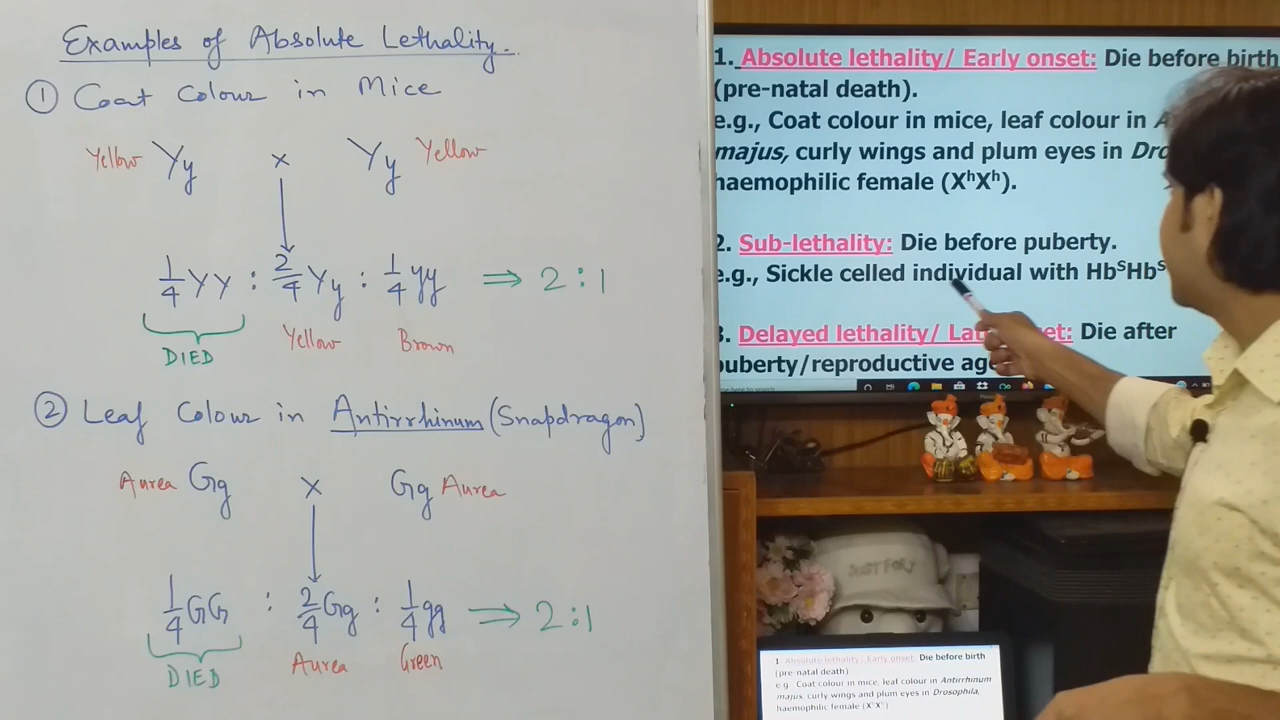 Examples of Absolute Lethality.
① Coat Colour in Mice
Yellow Yy x Yy Yellow
1/4 YY : 2/4 Yy : 1/4 yy ⇒ 2:1
DIED Yellow Brown
② Leaf Colour in Antirrhinum (Snapdragon)
Aurea Gg x Gg Aurea
1/4 GG : 2/4 Gg : 1/4 gg ⇒ 2:1
DIED Aurea Green
1. Absolute lethality/ Early onset: Die before birth
(pre-natal death).
e.g., Coat colour in mice, leaf colour in
majus, curly wings and plum eyes in
haemophilic female (XʰXʰ).
2. Sub-lethality: Die before puberty.
e.g., Sickle celled individual with HbˢHbˢ
3. Delayed lethality/ Die after
puberty/reproductive
JUST FOR
1 Absolute lethality/ Early onset: Die before birth
(pre-natal death)
e.g Coat colour in mice, leaf colour in Antirrhinum
majus, curly wings and plum eyes in Drosophila,
haemophilic female (XʰXʰ)